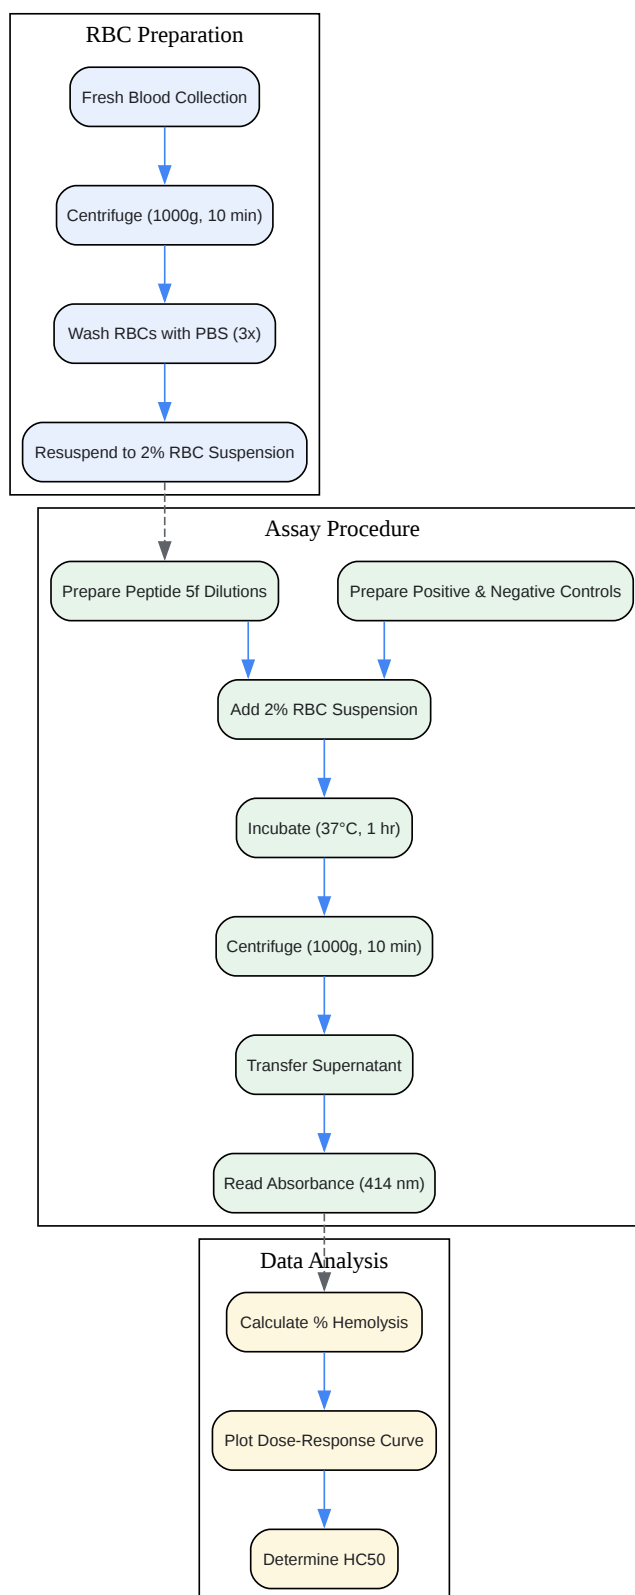 RBC Preparation
Fresh Blood Collection
Centrifuge (1000g, 10 min)
Wash RBCs with PBS (3x)
Resuspend to 2% RBC Suspension
Assay Procedure
Prepare Peptide 5f Dilutions
Prepare Positive & Negative Controls
Add 2% RBC Suspension
Incubate (37°C, 1 hr)
Centrifuge (1000g, 10 min)
Transfer Supernatant
Read Absorbance (414 nm)
Data Analysis
Calculate % Hemolysis
Plot Dose-Response Curve
Determine HC50